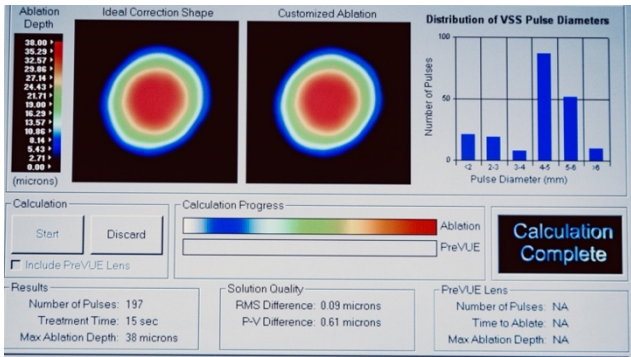 Ablation Depth
Ideal Correction Shape
Customized Ablation
Distribution of VSS Pulse Diameters
38.00
35.29
32.57
29.86
27.14
24.43
21.71
19.00
16.29
13.57
10.86
8.14
5.43
2.71
0.00
(microns)
Number of Pulses
100
50
0
<2 2-3 3-4 4-5 5-6 >6
Pulse Diameter (mm)
Calculation
Start Discard
Include PreVUE Lens
Calculation Progress
Ablation
PreVUE
Calculation
Complete
Results
Number of Pulses: 197
Treatment Time: 15 sec
Max Ablation Depth: 38 microns
Solution Quality
RMS Difference: 0.09 microns
P-V Difference: 0.61 microns
PreVUE Lens
Number of Pulses: NA
Time to Ablate: NA
Max Ablation Depth: NA